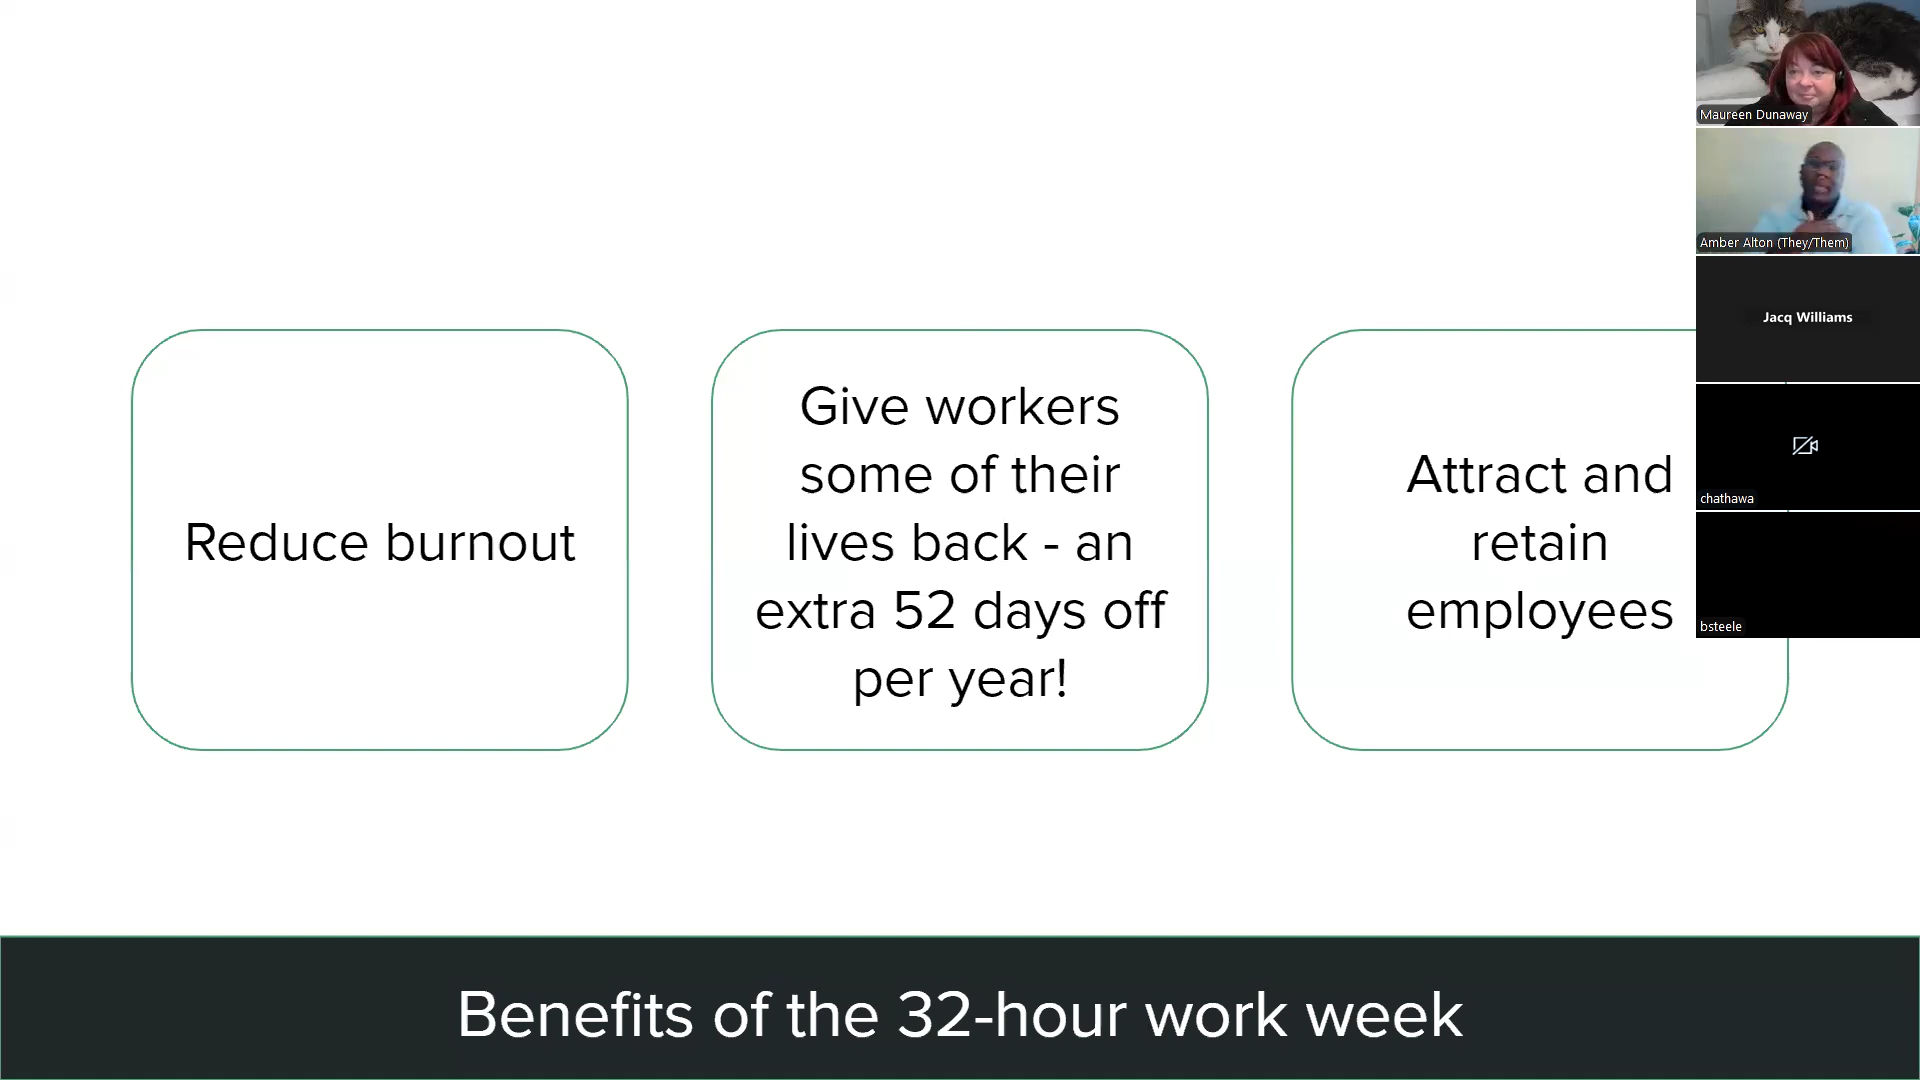 Reduce burnout
Give workers
some of their
lives back - an
extra 52 days off
per year!
Attract and
retain
employees
Benefits of the 32-hour work week
Maureen Dunaway
Amber Alton (They/Them)
Jacq Williams
chathawa
bsteele